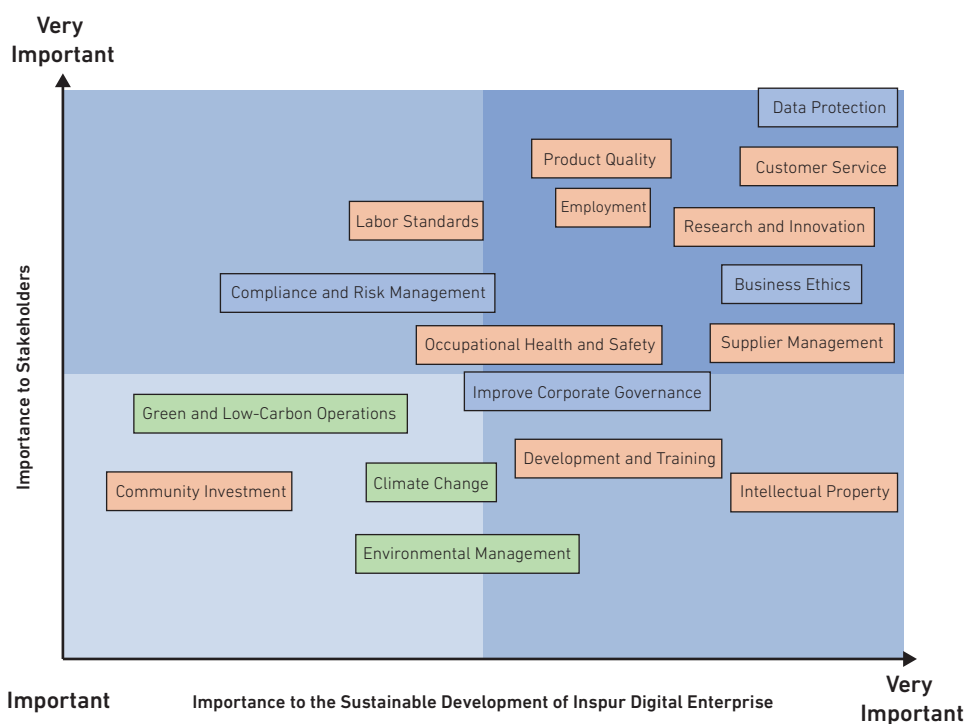 Very
Important
Data Protection
Product Quality
Customer Service
Employment
Labor Standards
Research and Innovation
Business Ethics
Compliance and Risk Management
Occupational Health and Safety
Supplier Management
Improve Corporate Governance
Green and Low-Carbon Operations
Development and Training
Climate Change
Community Investment
Intellectual Property
Environmental Management
Importance to Stakeholders
Important
Importance to the Sustainable Development of Inspur Digital Enterprise
Very
Important